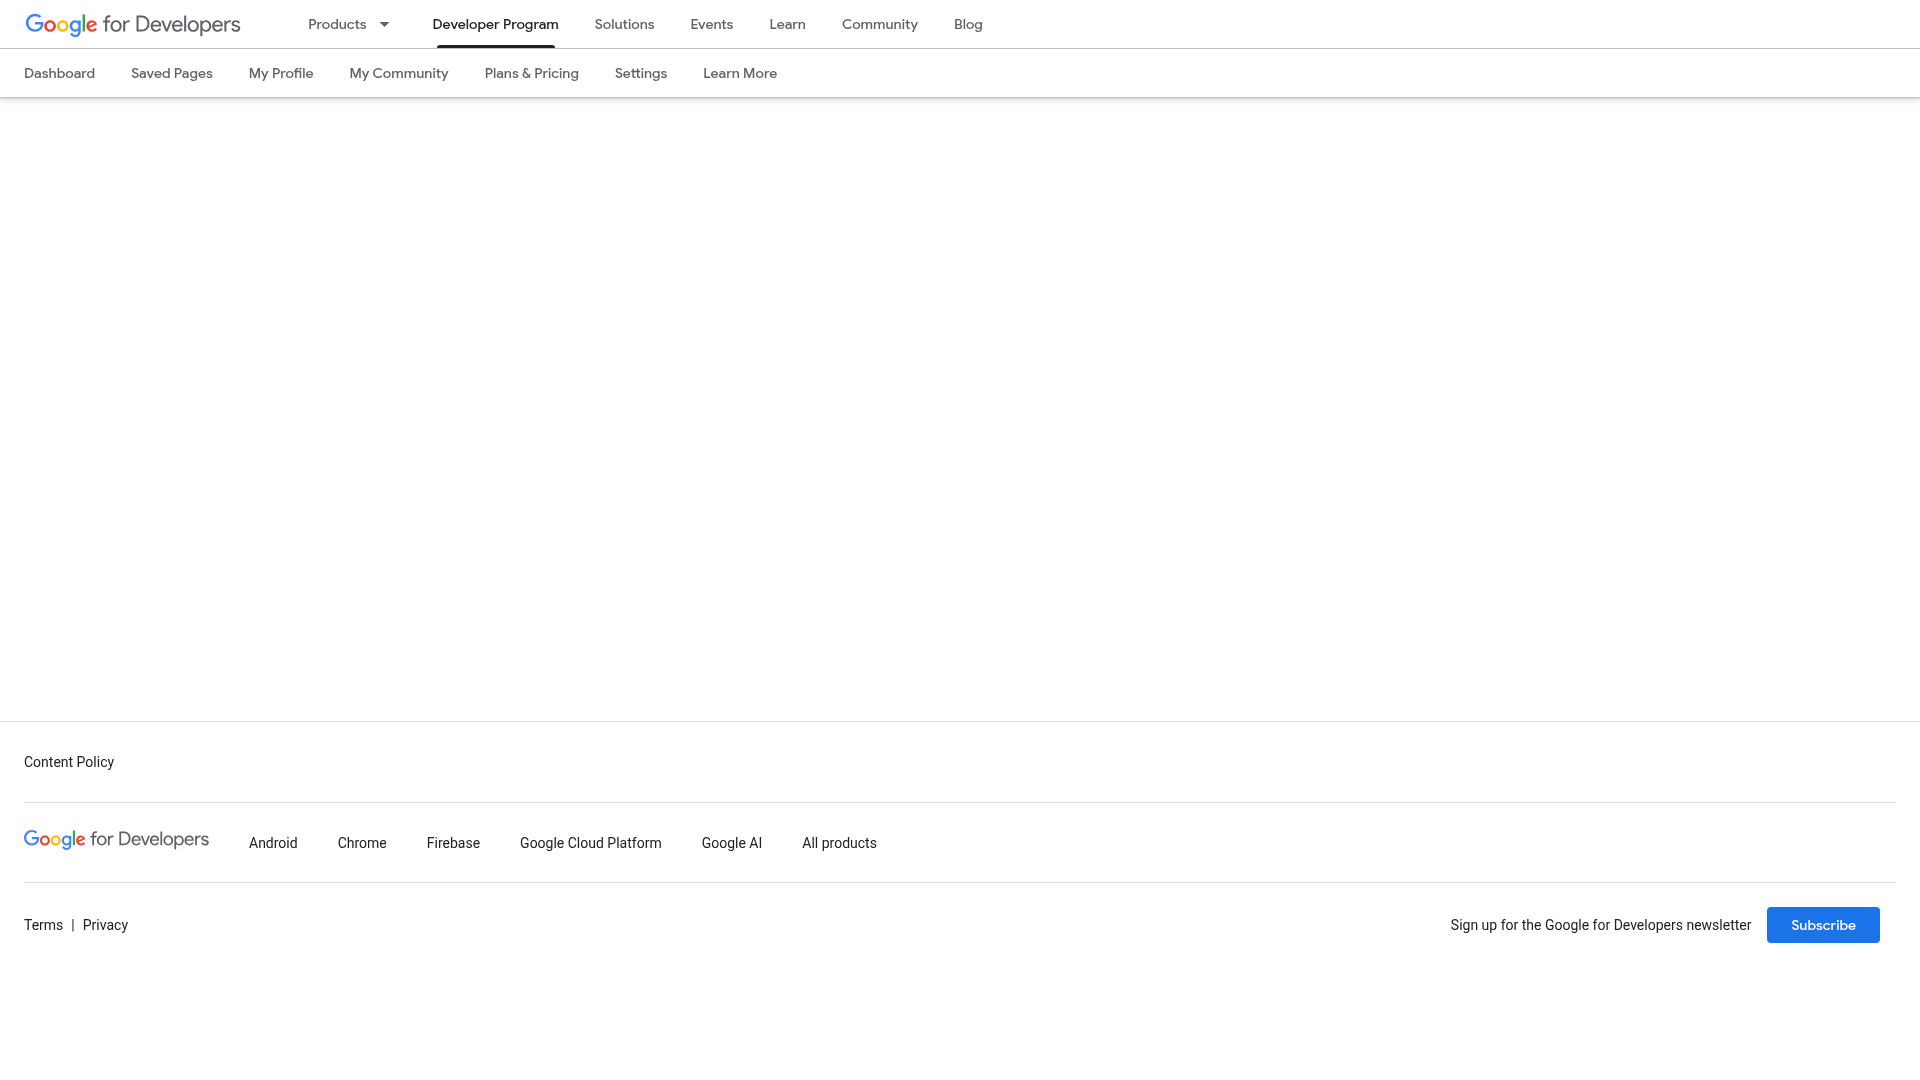 Google for Developers Products Developer Program Solutions Events Learn Community Blog
Dashboard Saved Pages My Profile My Community Plans & Pricing Settings Learn More
Content Policy
Google for Developers Android Chrome Firebase Google Cloud Platform Google AI All products
Terms | Privacy Sign up for the Google for Developers newsletter Subscribe